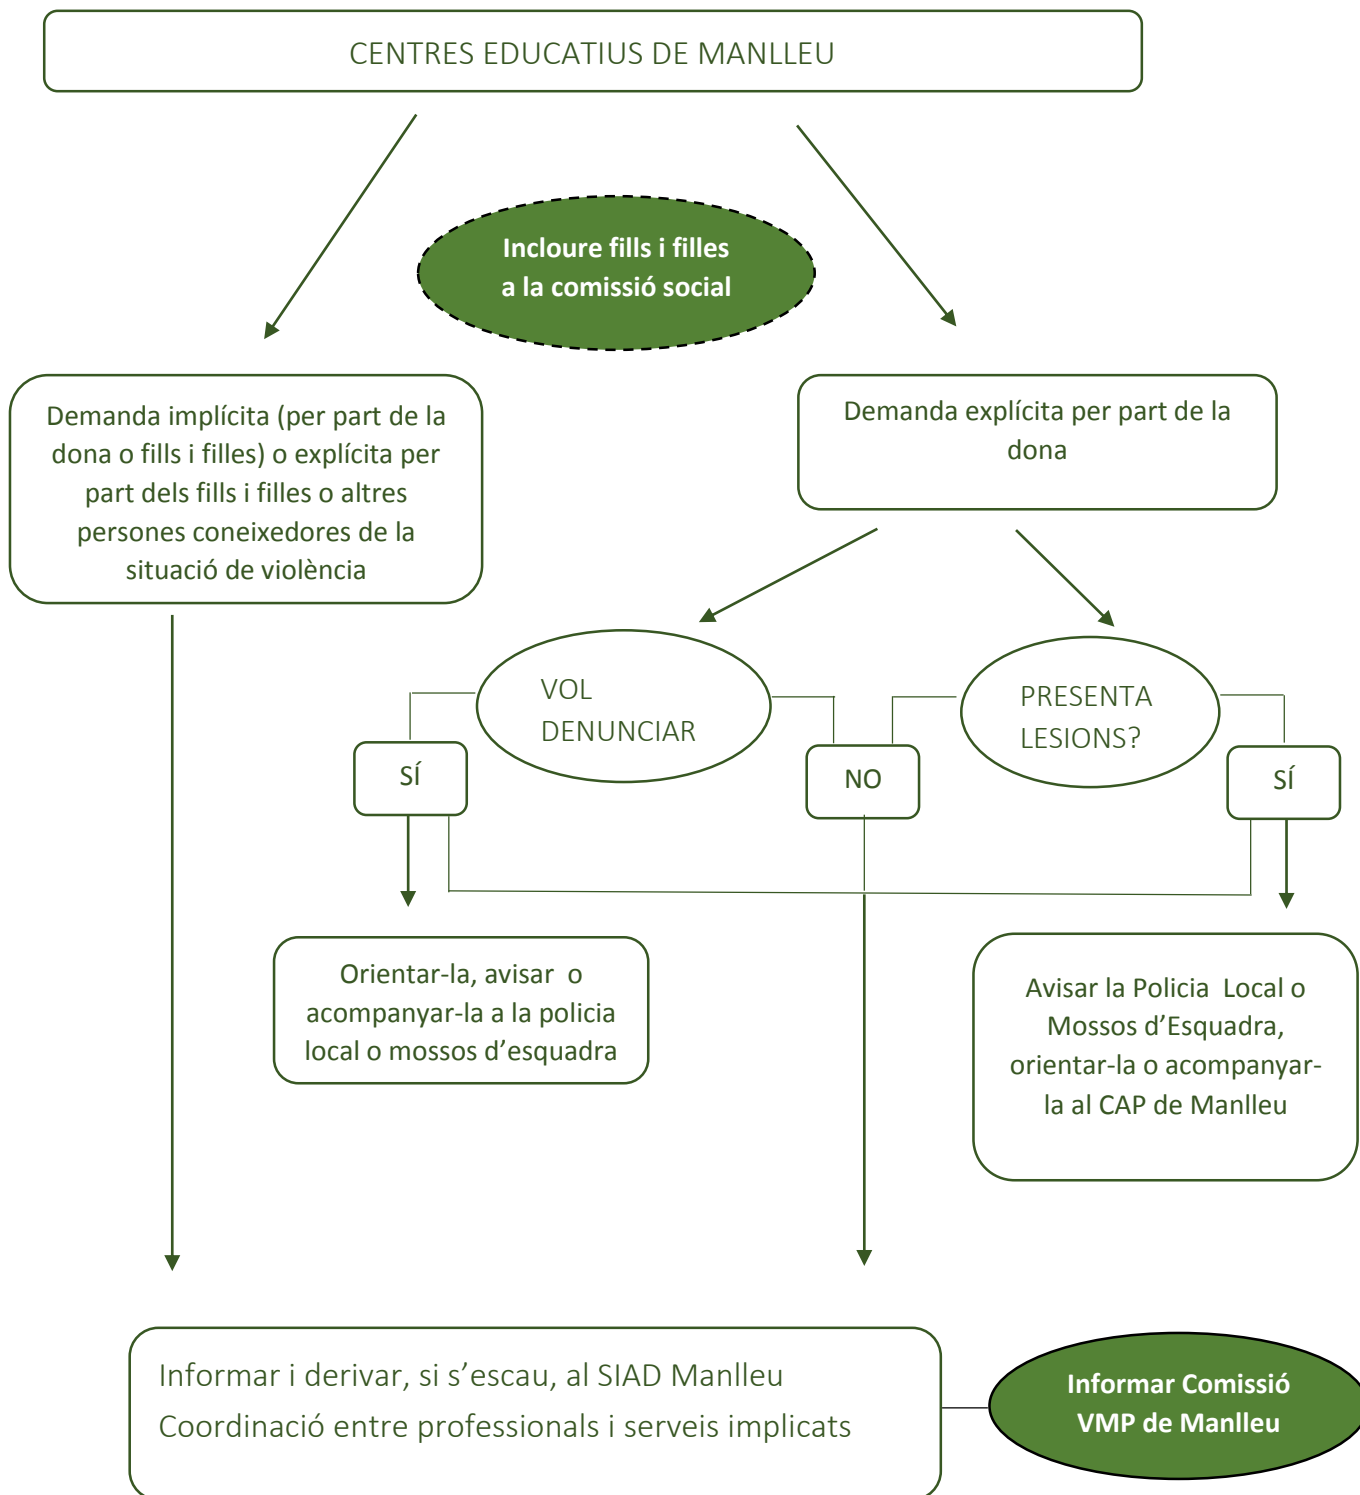 CENTRES EDUCATIUS DE MANLLEU
Incloure fills i filles
a la comissió social
Demanda implícita (per part de la
dona o fills i filles) o explícita per
part dels fills i filles o altres
persones coneixedores de la
situació de violència
Demanda explícita per part de la
dona
VOL
DENUNCIAR
PRESENTA
LESIONS?
SÍ
NO
SÍ
Orientar-la, avisar o
acompanyar-la a la policia
local o mossos d’esquadra
Avisar la Policia Local o
Mossos d’Esquadra,
orientar-la o acompanyar-
la al CAP de Manlleu
Informar i derivar, si s’escau, al SIAD Manlleu
Coordinació entre professionals i serveis implicats
Informar Comissió
VMP de Manlleu